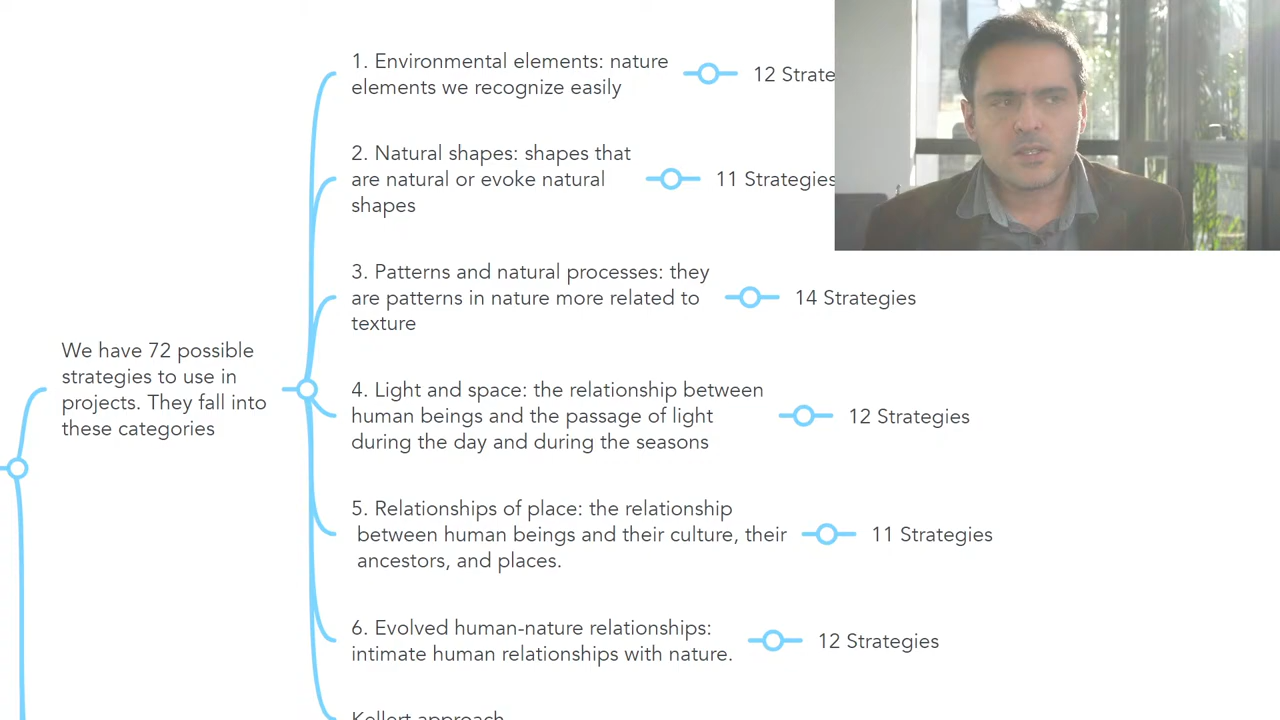 1. Environmental elements: nature
elements we recognize easily
12 Strate
2. Natural shapes: shapes that
are natural or evoke natural
shapes
11 Strategies
3. Patterns and natural processes: they
are patterns in nature more related to
texture
14 Strategies
We have 72 possible
strategies to use in
projects. They fall into
these categories
4. Light and space: the relationship between
human beings and the passage of light
during the day and during the seasons
12 Strategies
5. Relationships of place: the relationship
between human beings and their culture, their
ancestors, and places.
11 Strategies
6. Evolved human-nature relationships:
intimate human relationships with nature.
12 Strategies
Kellert approach